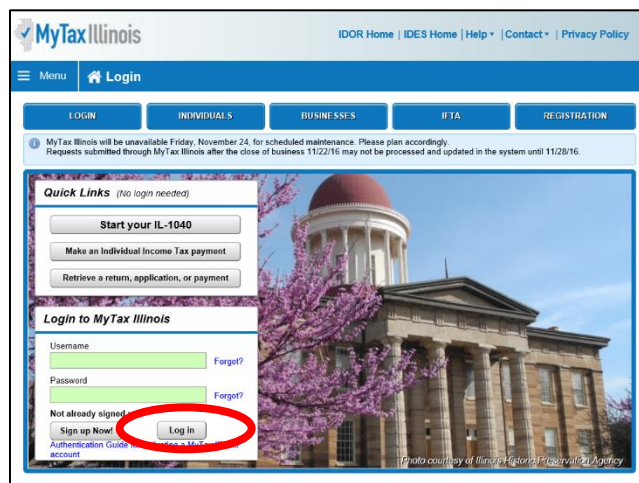 MyTax Illinois
IDOR Home | IDES Home | Help | Contact | Privacy Policy
Menu Login
LOGIN INDIVIDUALS BUSINESSES IFTA REGISTRATION
MyTax Illinois will be unavailable Friday, November 24, for scheduled maintenance. Please plan accordingly.
Requests submitted through MyTax Illinois after the close of business 11/22/16 may not be processed and updated in the system until 11/28/16.
Quick Links (No login needed)
Start your IL-1040
Make an Individual Income Tax payment
Retrieve a return, application, or payment
Login to MyTax Illinois
Username
Forgot?
Password
Forgot?
Not already signed
Sign up Now! Log in
Authentication Guide
account
Photo courtesy of Illinois Historic Preservation Agency